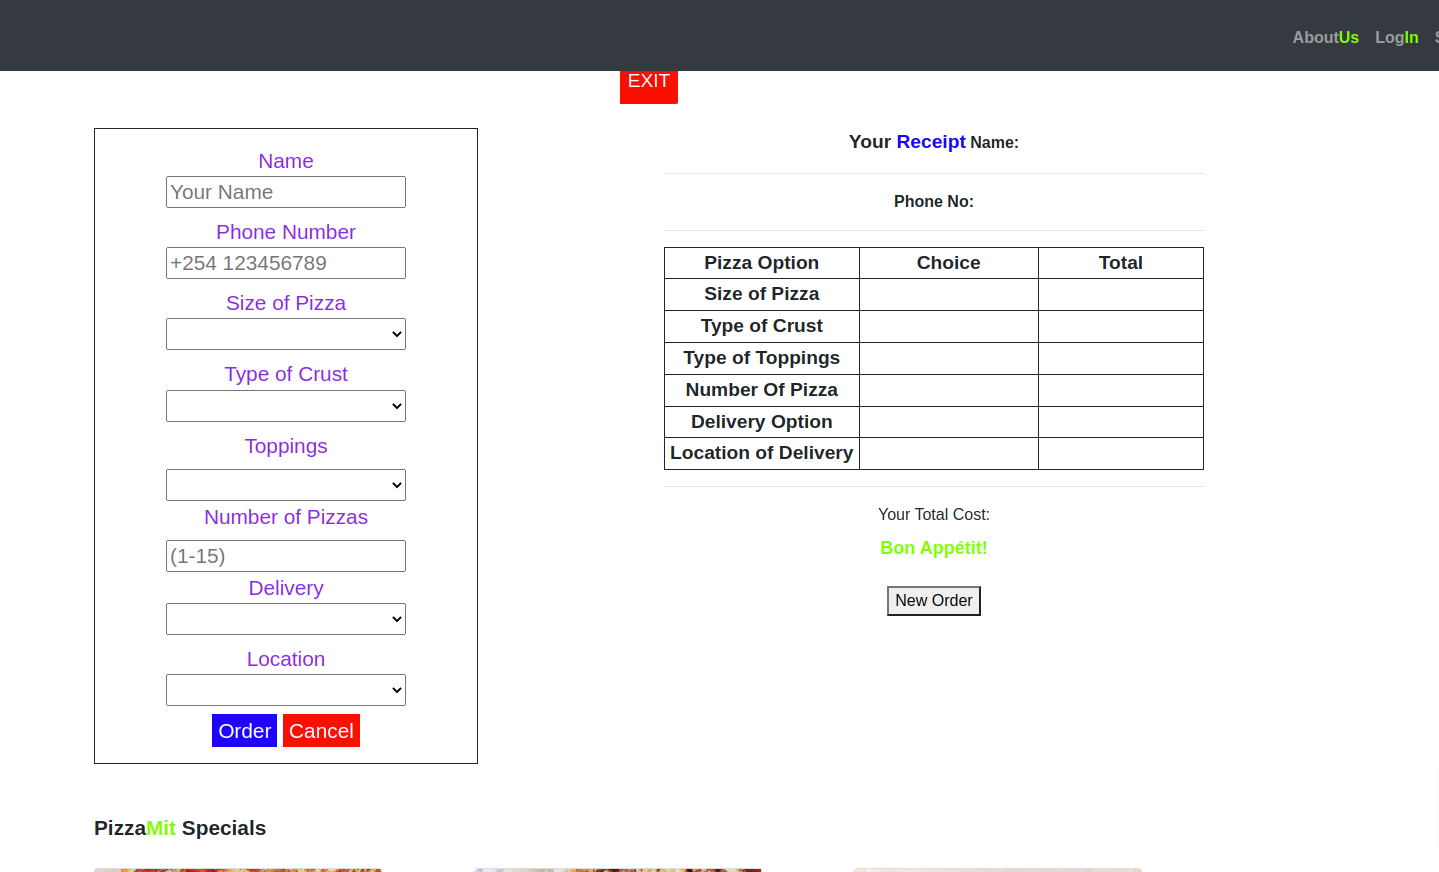 AboutUs LogIn
EXIT
Name
Your Name
Phone Number
+254 123456789
Size of Pizza
Type of Crust
Toppings
Number of Pizzas
(1-15)
Delivery
Location
Order Cancel
Your Receipt Name:
Phone No:
Pizza Option Choice Total
Size of Pizza
Type of Crust
Type of Toppings
Number Of Pizza
Delivery Option
Location of Delivery
Your Total Cost:
Bon Appétit!
New Order
PizzaMit Specials